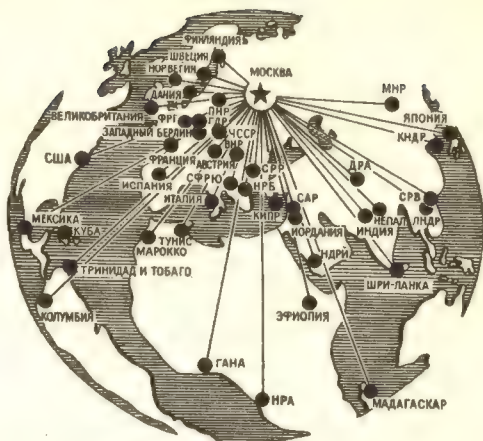 ФИНЛЯНДИЯ
ШВЕЦИЯ
НОРВЕГИЯ
МОСКВА
ДАНИЯ
МНР
ВЕЛИКОБРИТАНИЯ
ПНР
ЯПОНИЯ
ФРГ
ГДР
КНДР
ЗАПАДНЫЙ БЕРЛИН
ЧССР
США
ФРАНЦИЯ
ВНР
АВСТРИЯ
СРР
ДРА
ИСПАНИЯ
СФРЮ
НРБ
САР
СРВ
ИТАЛИЯ
КИПР
НЕПАЛ
ЛНДР
МЕКСИКА
КУБА
ТУНИС
ИОРДАНИЯ
ИНДИЯ
МАРОККО
НДРЙ
ТРИНИДАД И ТОБАГО
ШРИ-ЛАНКА
КОЛУМБИЯ
ЭФИОПИЯ
ГАНА
НРА
МАДАГАСКАР